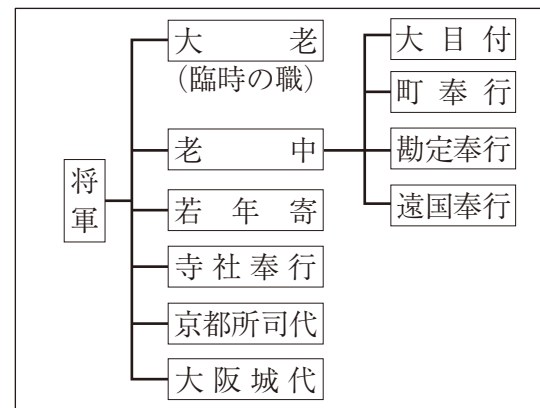 将軍
大老
(臨時の職)
老中
若年寄
寺社奉行
京都所司代
大阪城代
大目付
町奉行
勘定奉行
遠国奉行